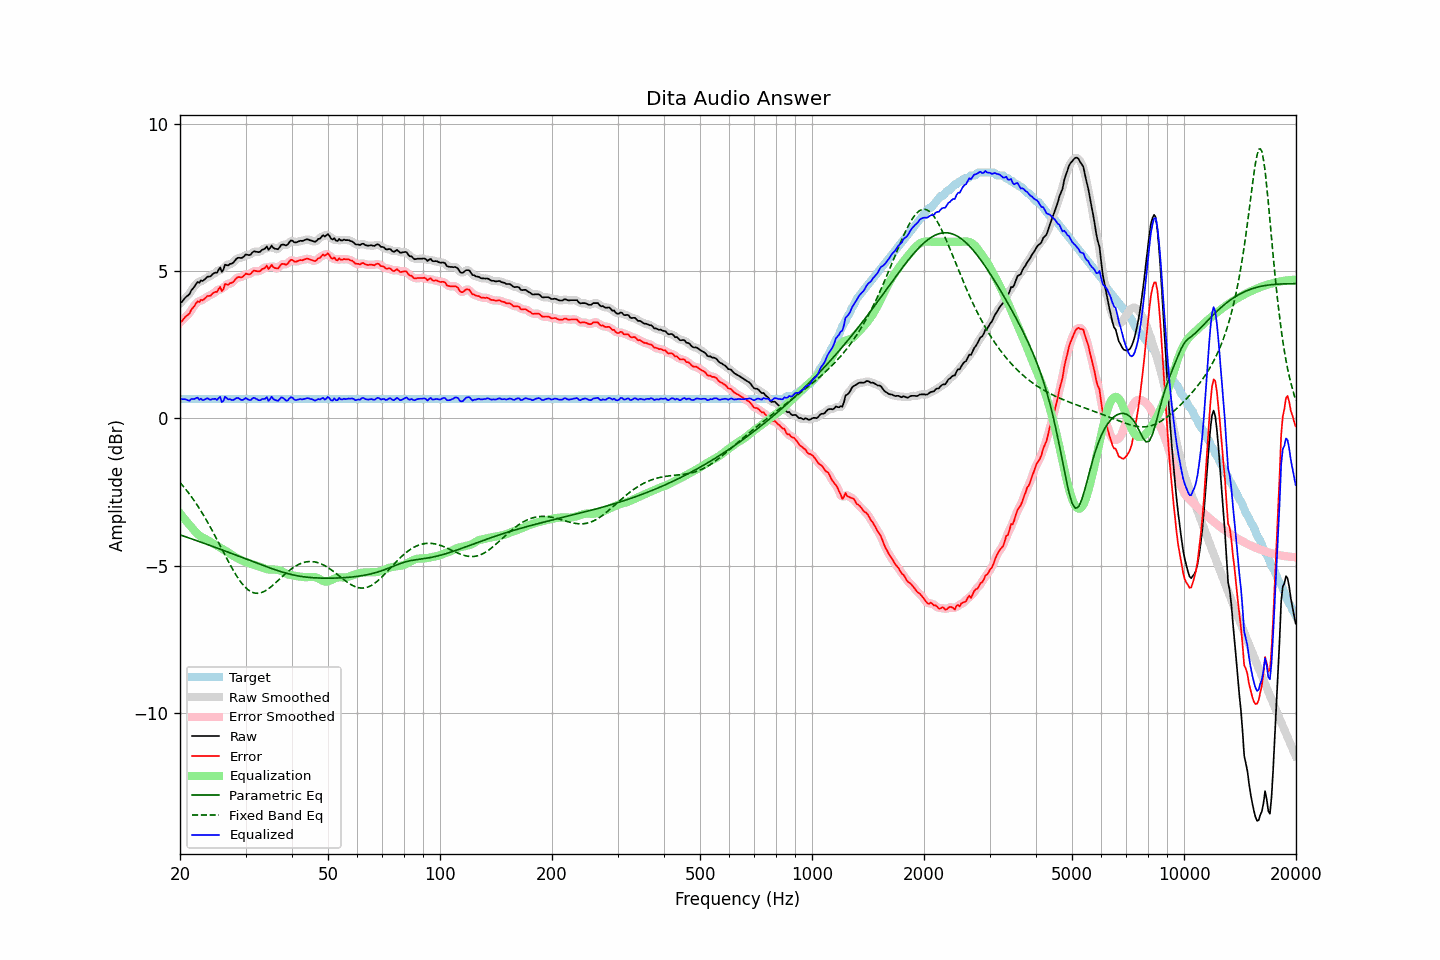 Dita Audio Answer
Amplitude (dBr)
10
5
0
−5
−10
Target
Raw Smoothed
Error Smoothed
Raw
Error
Equalization
Parametric Eq
Fixed Band Eq
Equalized
20 50 100 200 500 1000 2000 5000 10000 20000
Frequency (Hz)